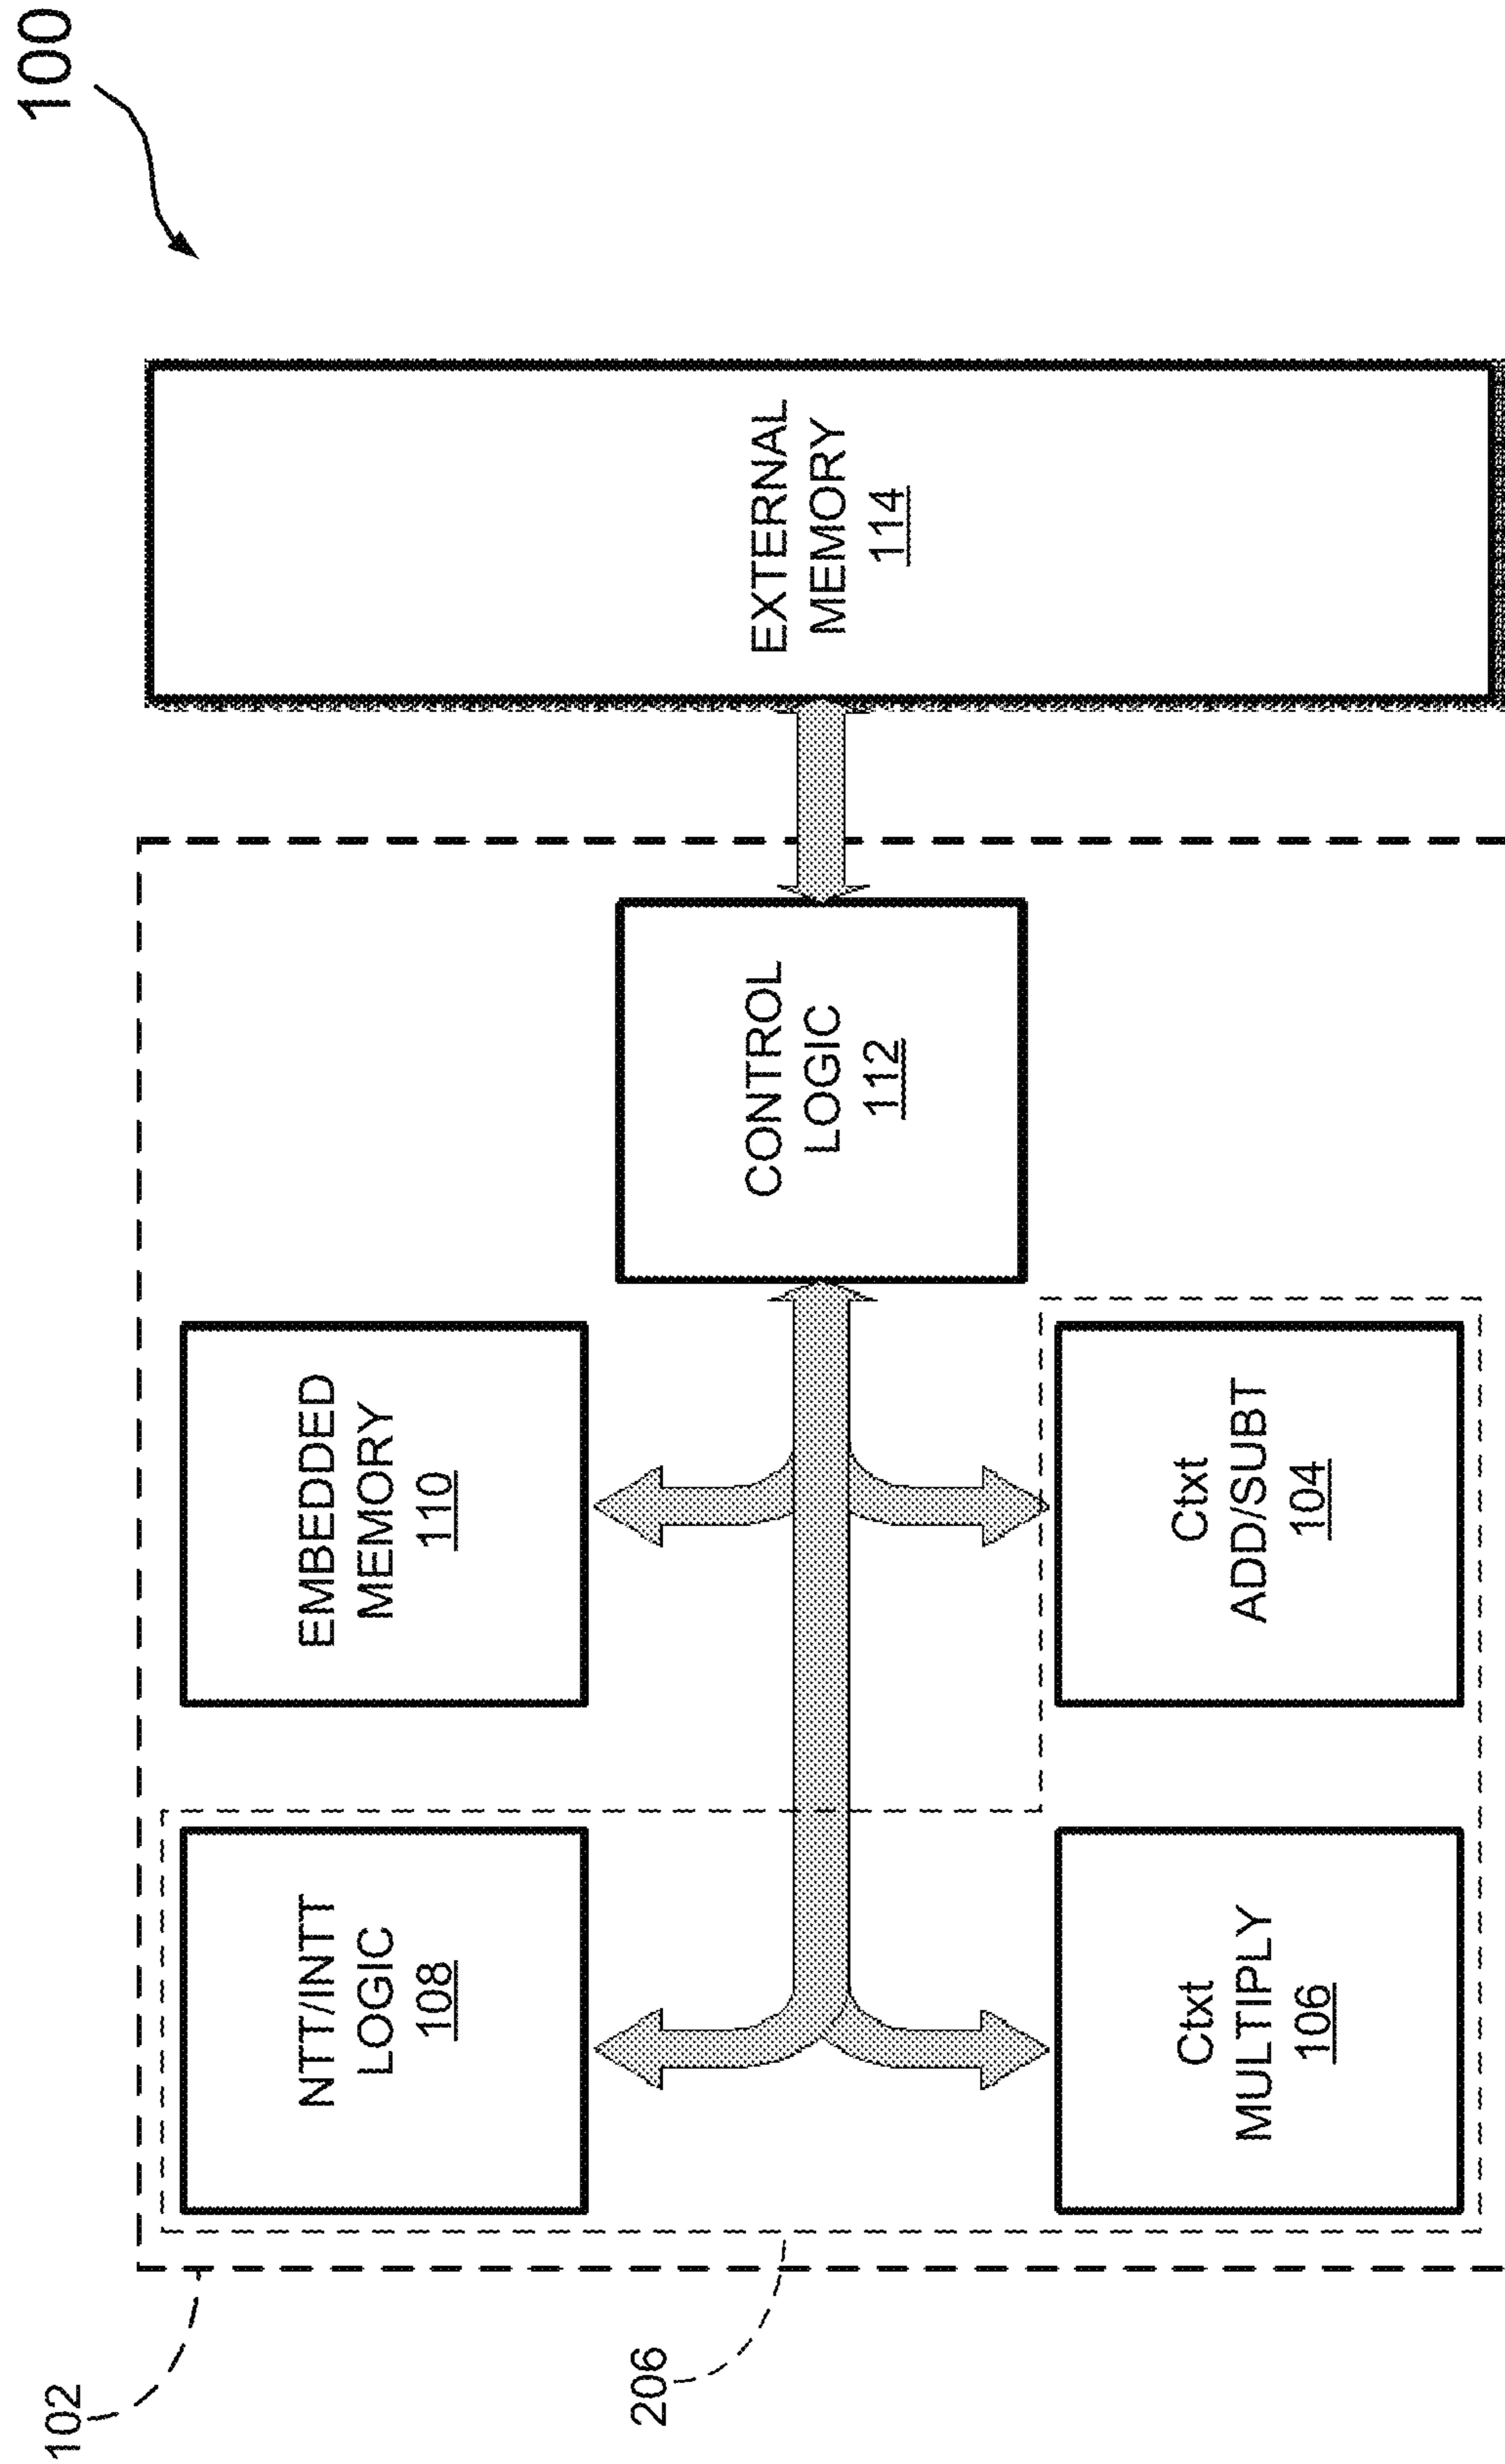 100
102
206
NTT/INTT
LOGIC
108
EMBEDDED
MEMORY
110
CONTROL
LOGIC
112
EXTERNAL
MEMORY
114
Ctxt
MULTIPLY
106
Ctxt
ADD/SUBT
104